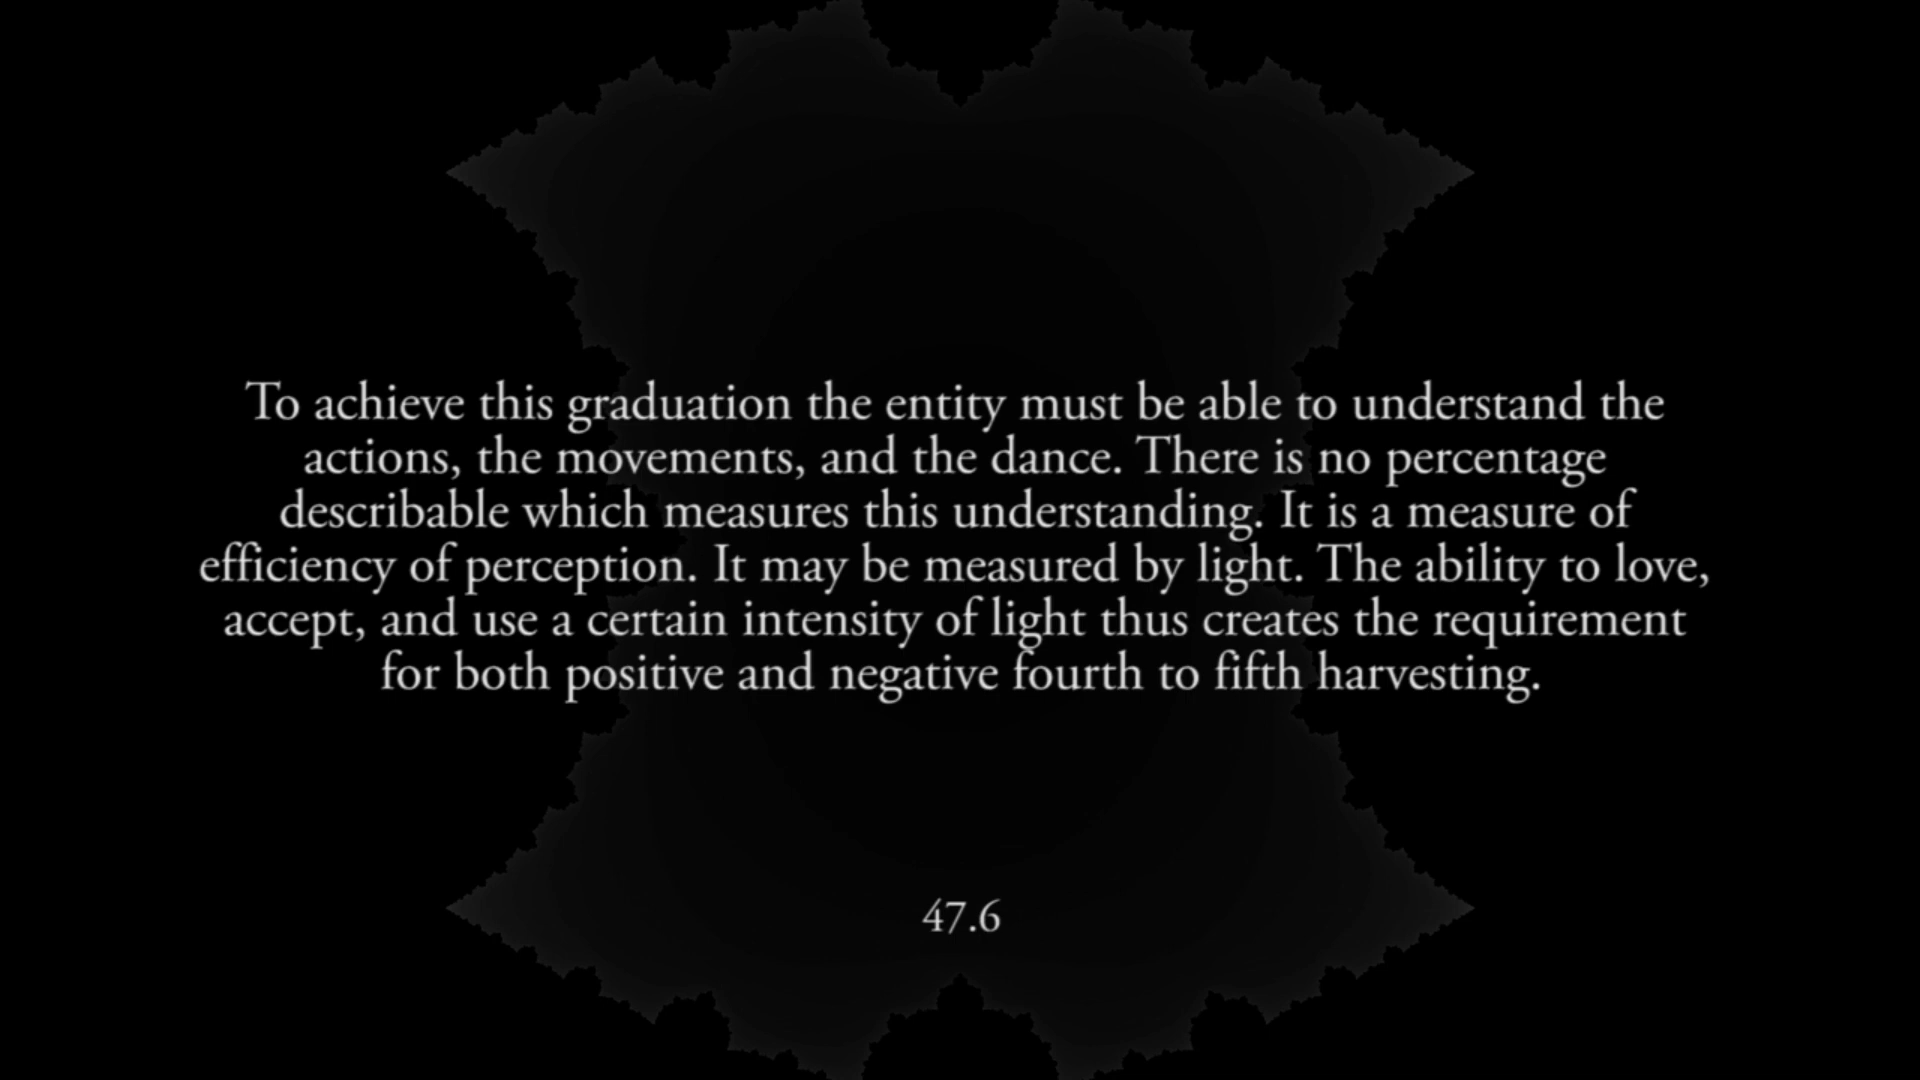 To achieve this graduation the entity must be able to understand the
actions, the movements, and the dance. There is no percentage
describable which measures this understanding. It is a measure of
efficiency of perception. It may be measured by light. The ability to love,
accept, and use a certain intensity of light thus creates the requirement
for both positive and negative fourth to fifth harvesting.
47.6